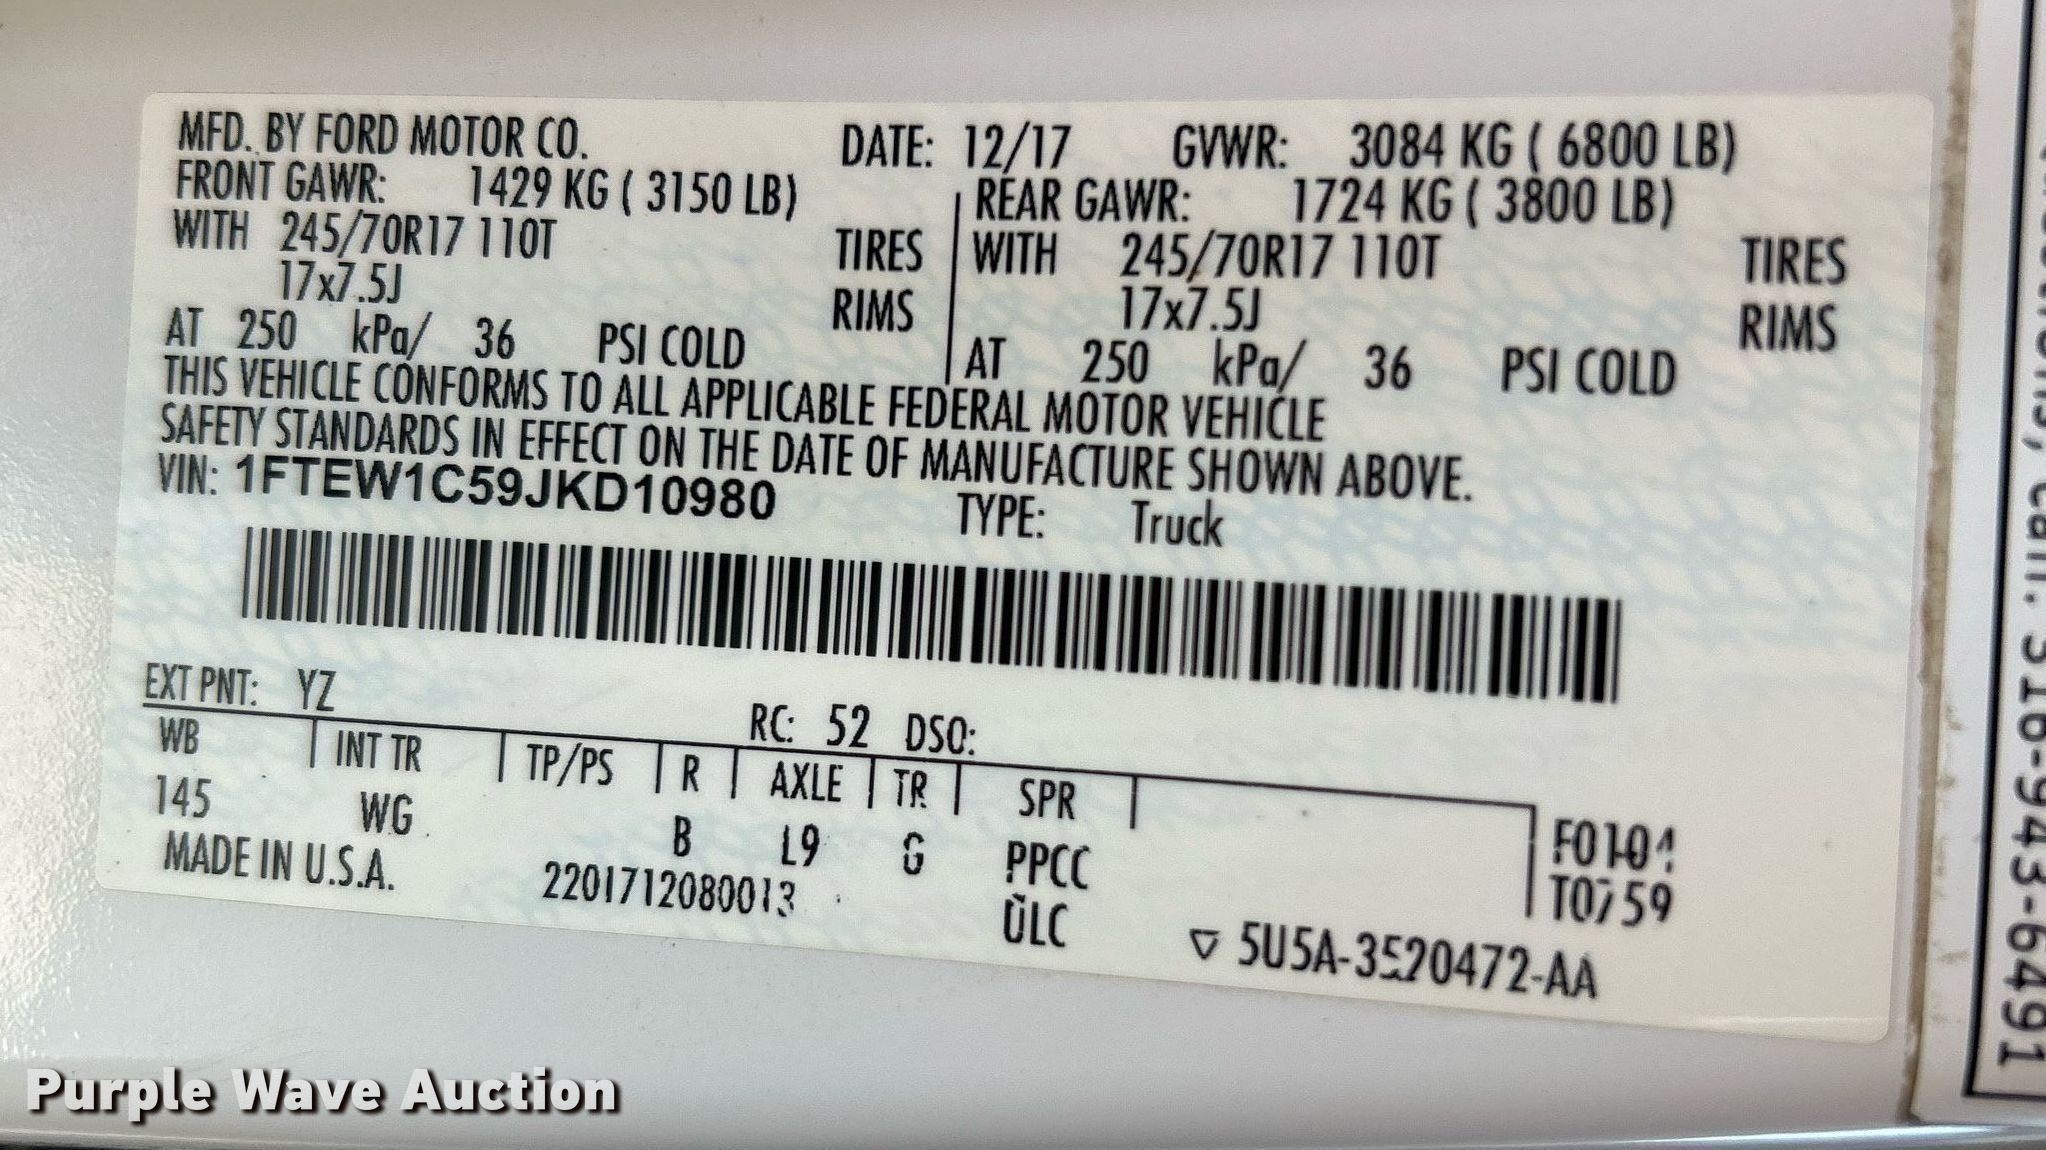 MFD. BY FORD MOTOR CO. DATE: 12/17 GVWR: 3084 KG ( 6800 LB)
FRONT GAWR: 1429 KG ( 3150 LB) REAR GAWR: 1724 KG ( 3800 LB)
WITH 245/70R17 110T TIRES WITH 245/70R17 110T TIRES
17x7.5J RIMS 17x7.5J RIMS
AT 250 kPa/ 36 PSI COLD AT 250 kPa/ 36 PSI COLD
THIS VEHICLE CONFORMS TO ALL APPLICABLE FEDERAL MOTOR VEHICLE
SAFETY STANDARDS IN EFFECT ON THE DATE OF MANUFACTURE SHOWN ABOVE.
VIN: 1FTEW1C59JKD10980 TYPE: Truck
EXT PNT: YZ RC: 52 DSO:
WB INT TR TP/PS R AXLE TR SPR
145 WG B L9 G PPCC
MADE IN U.S.A. 2201712080013 ULC
F0104
T0759
▽ 5U5A-3520472-AA
call: 316-943-6491
Purple Wave Auction